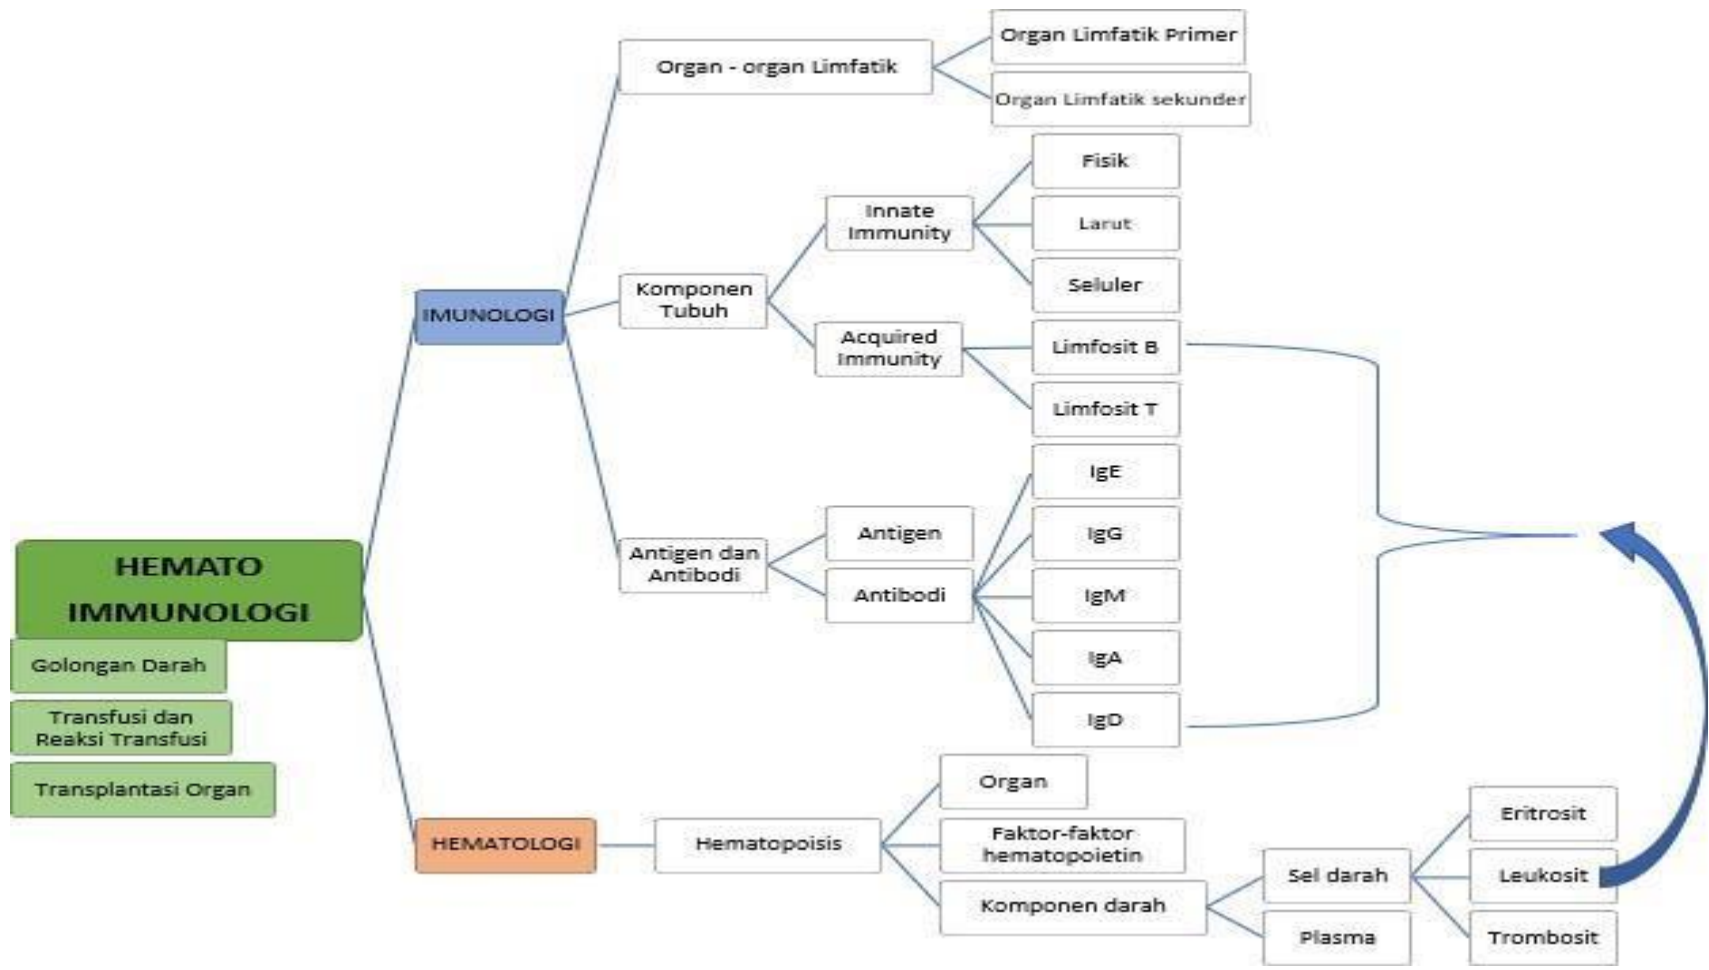 Organ Limfatik Primer
Organ - organ Limfatik
Organ Limfatik sekunder
Fisik
Innate
Immunity
Larut
Seluler
Komponen
Tubuh
IMUNOLOGI
Acquired
Immunity
Limfosit B
Limfosit T
IgE
Antigen
IgG
Antigen dan
Antibodi
Antibodi
IgM
IgA
IgD
HEMATO
IMMUNOLOGI
Golongan Darah
Transfusi dan
Reaksi Transfusi
Transplantasi Organ
HEMATOLOGI
Hematopoisis
Organ
Faktor-faktor
hematopoietin
Komponen darah
Sel darah
Plasma
Eritrosit
Leukosit
Trombosit